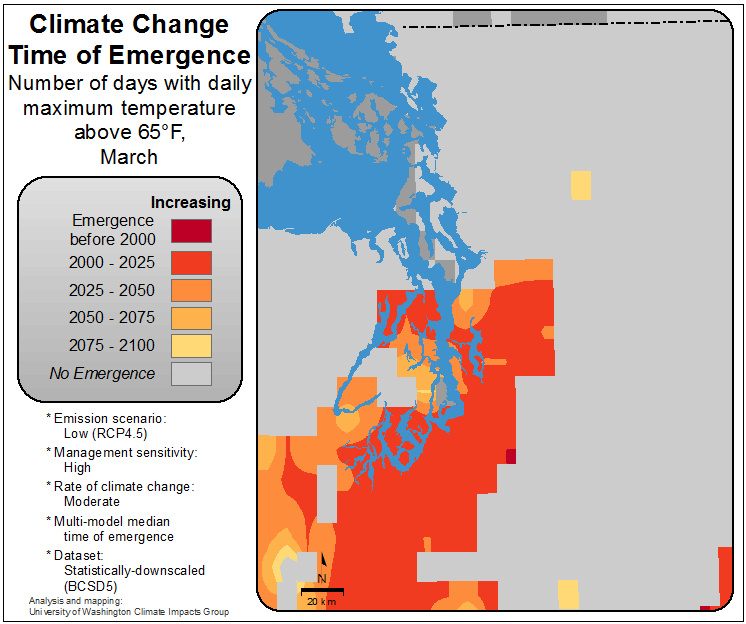 Climate Change
Time of Emergence
Number of days with daily
maximum temperature
above 65°F,
March
Increasing
Emergence
before 2000
2000 - 2025
2025 - 2050
2050 - 2075
2075 - 2100
No Emergence
* Emission scenario:
Low (RCP4.5)
* Management sensitivity:
High
* Rate of climate change:
Moderate
* Multi-model median
time of emergence
* Dataset:
Statistically-downscaled
(BCSD5)
Analysis and mapping:
University of Washington Climate Impacts Group
N
20 km